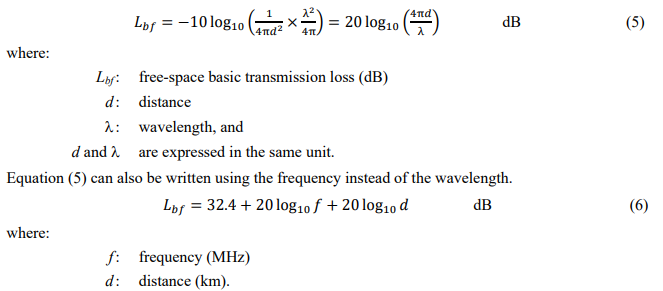 L_bf = −10 log₁₀ (1/4πd² × λ²/4π) = 20 log₁₀ (4πd/λ) dB (5)
where:
L_bf: free-space basic transmission loss (dB)
d: distance
λ: wavelength, and
d and λ are expressed in the same unit.
Equation (5) can also be written using the frequency instead of the wavelength.
L_bf = 32.4 + 20 log₁₀ f + 20 log₁₀ d dB (6)
where:
f: frequency (MHz)
d: distance (km).